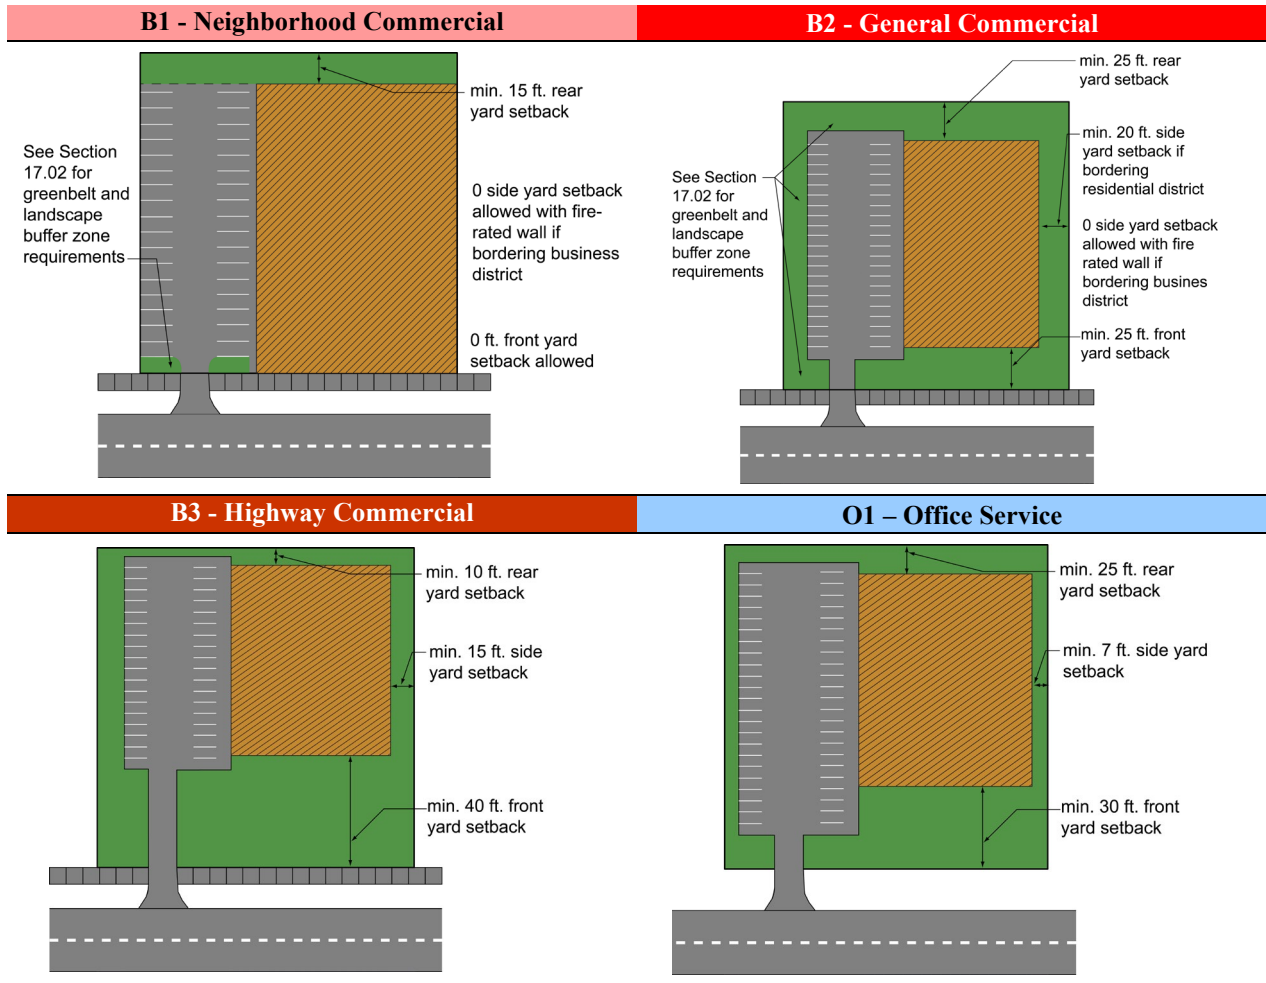 B1 - Neighborhood Commercial
min. 15 ft. rear
yard setback
See Section
17.02 for
greenbelt and
landscape
buffer zone
requirements
0 side yard setback
allowed with fire-
rated wall if
bordering business
district
0 ft. front yard
setback allowed
B2 - General Commercial
min. 25 ft. rear
yard setback
min. 20 ft. side
yard setback if
bordering
residential district
See Section
17.02 for
greenbelt and
landscape
buffer zone
requirements
0 side yard setback
allowed with fire
rated wall if
bordering busines
district
min. 25 ft. front
yard setback
B3 - Highway Commercial
min. 10 ft. rear
yard setback
min. 15 ft. side
yard setback
min. 40 ft. front
yard setback
O1 – Office Service
min. 25 ft. rear
yard setback
min. 7 ft. side yard
setback
min. 30 ft. front
yard setback